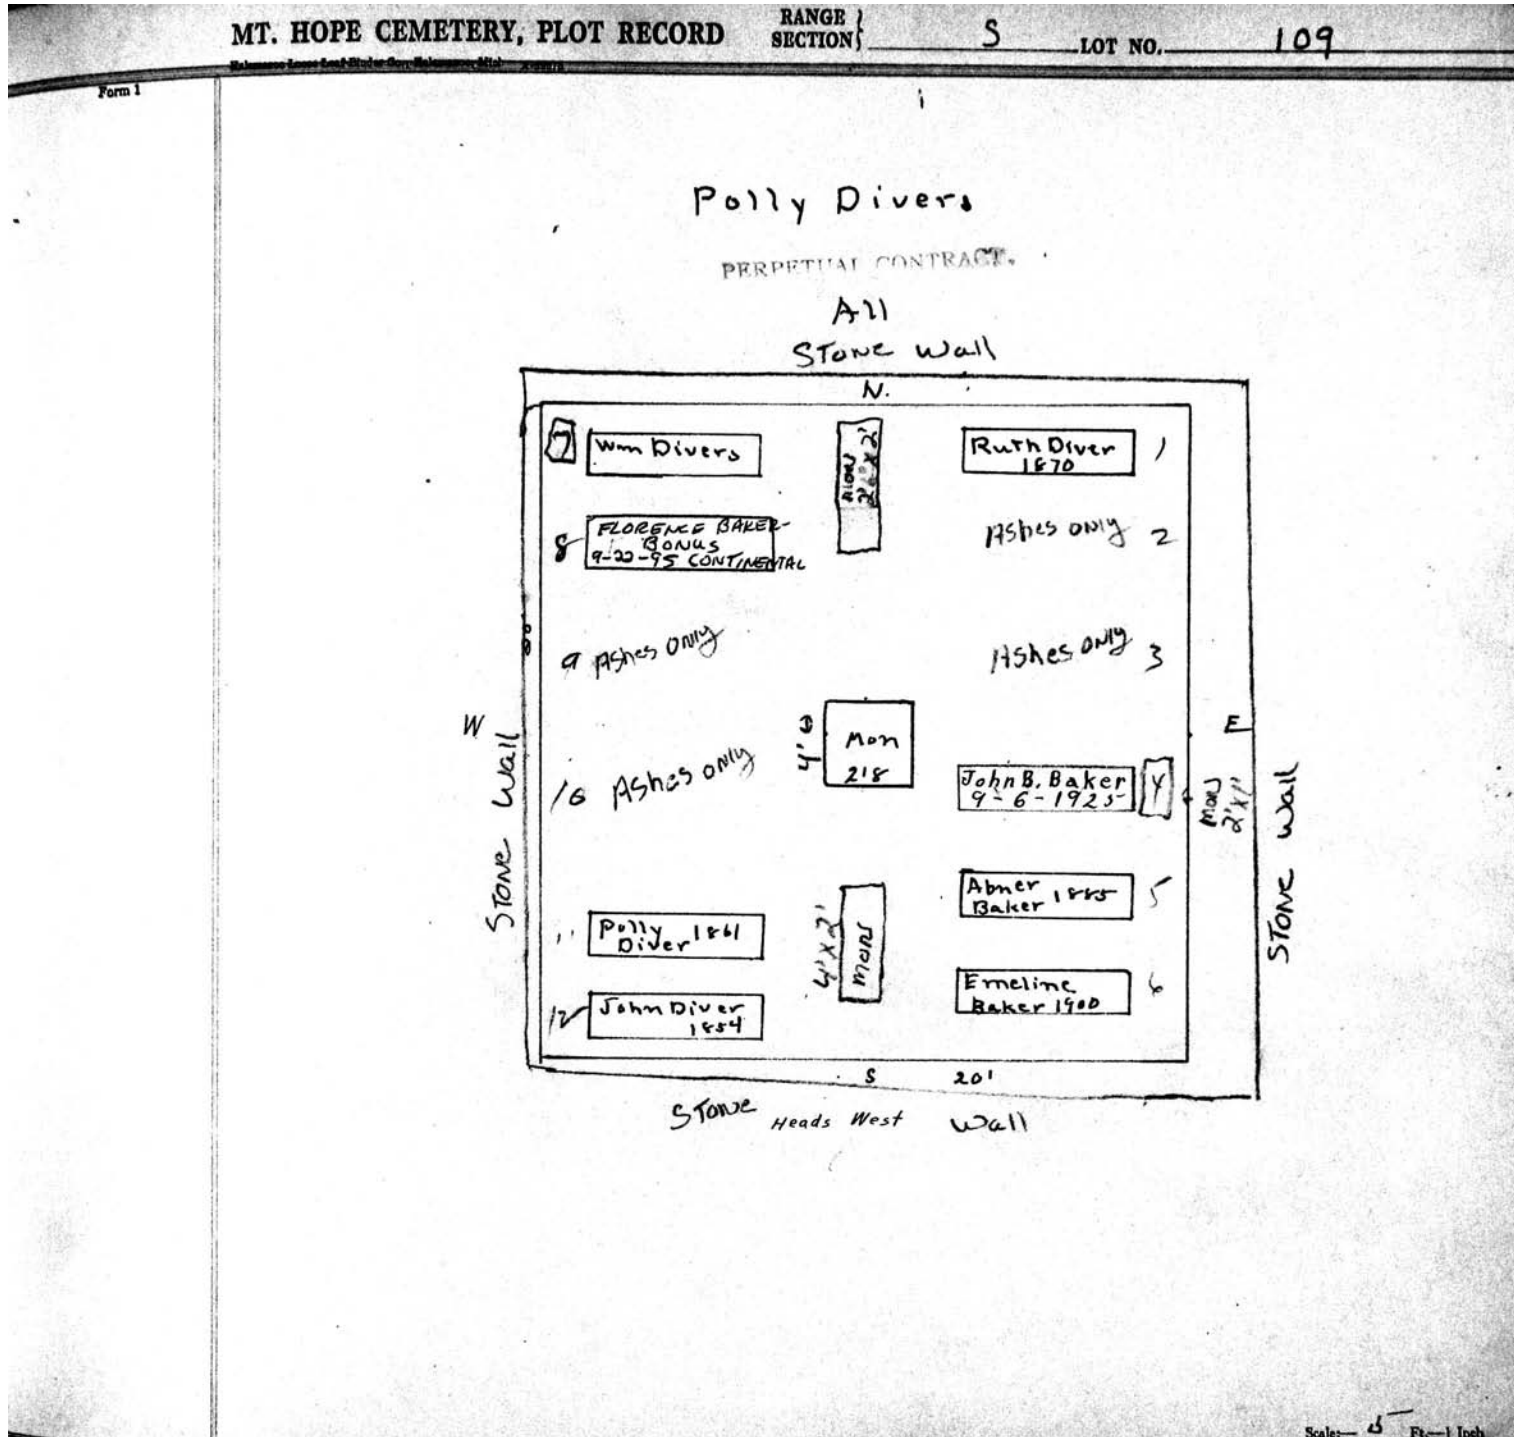 MT. HOPE CEMETERY, PLOT RECORD
RANGE
SECTION
S
LOT NO.
109
Form 1
Polly Divers
PERPETUAL CONTRACT.
All
Stone Wall
N.
7
Wm Divers
Mon
Ruth Diver
1870
1
8
FLORENCE BAKER-
BONUS
9-22-95 CONTINENTAL
Ashes only 2
9 Ashes only
Ashes only 3
W
Stone Wall
4'
Mon
218
E
10 Ashes only
John B. Baker
9-6-1925
4
Mon
2'x1'
Stone Wall
Abner
Baker 1885
5
11
Polly 1861
Diver
4'x2'
Mon
Emeline
Baker 1900
6
12
John Diver
1854
S
20'
Stone Wall
Heads West
Scale:— 5 Ft.—1 Inch